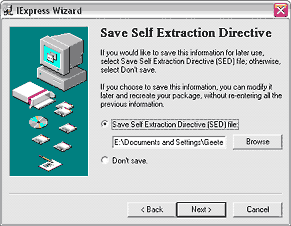 IExpress Wizard
Save Self Extraction Directive
If you would like to save this information for later use,
select Save Self Extraction Directive (SED) file; otherwise,
select Don't save.
If you choose to save this information, you can modify it
later and recreate your package, without re-entering all the
previous information.
Save Self Extraction Directive (SED) file:
E:\Documents and Settings\Geete
Browse
Don't save.
< Back
Next >
Cancel